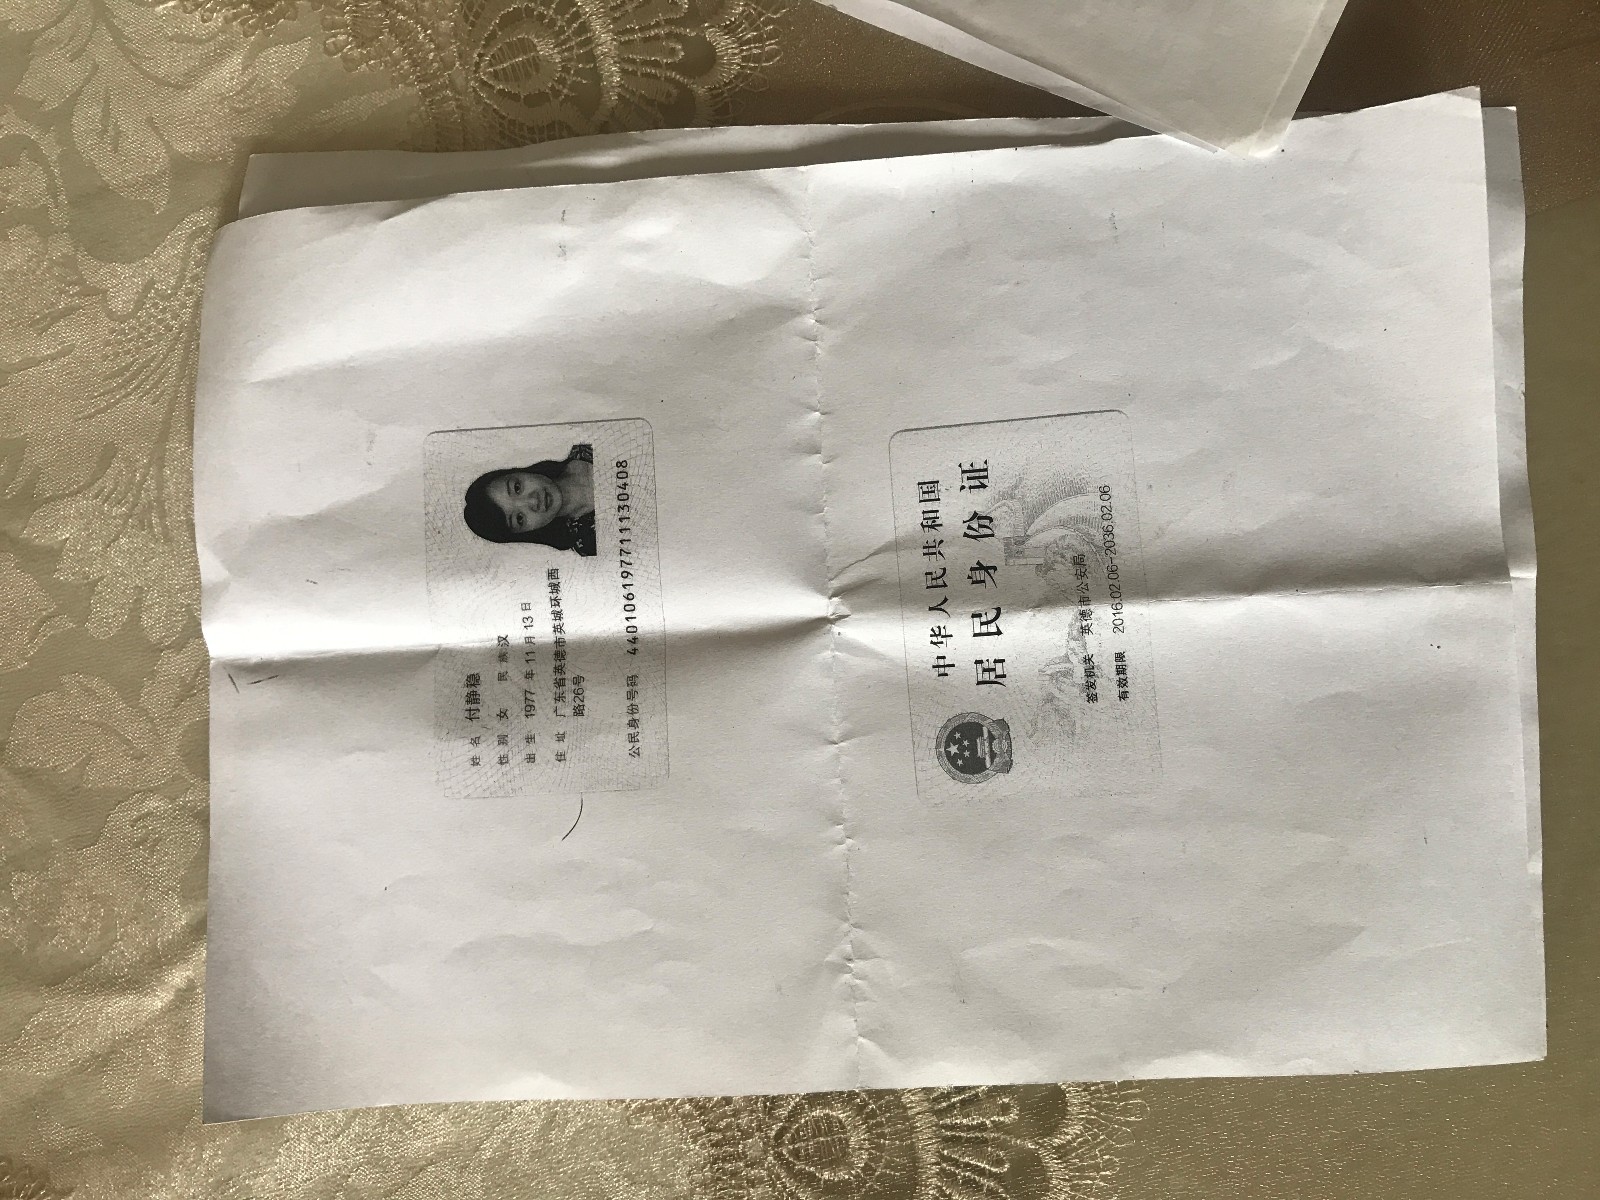 姓名 付静稳
性别 女 民族 汉
出生 1977 年 11 月 13 日
住址 广东省英德市英城环城西
路26号
公民身份号码 440106197711130408
中华人民共和国
居民身份证
签发机关 英德市公安局
有效期限 2016.02.06-2036.02.06